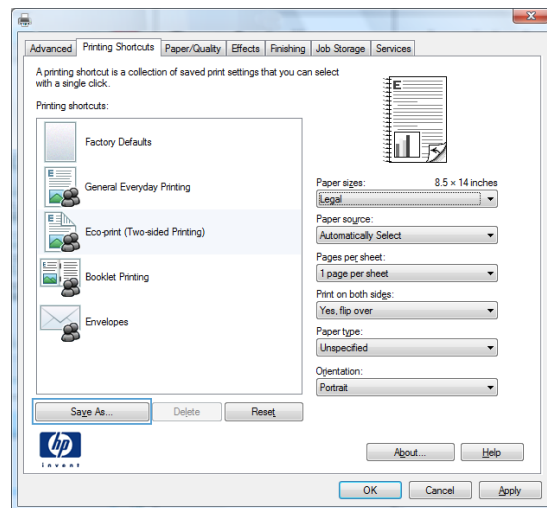 Advanced Printing Shortcuts Paper/Quality Effects Finishing Job Storage Services
A printing shortcut is a collection of saved print settings that you can select
with a single click.
Printing shortcuts:
Factory Defaults
General Everyday Printing
Eco-print (Two-sided Printing)
Booklet Printing
Envelopes
Save As... Delete Reset
E
Paper sizes: 8.5 × 14 inches
Legal
Paper source:
Automatically Select
Pages per sheet:
1 page per sheet
Print on both sides:
Yes, flip over
Paper type:
Unspecified
Orientation:
Portrait
hp
invent
About... Help
OK Cancel Apply